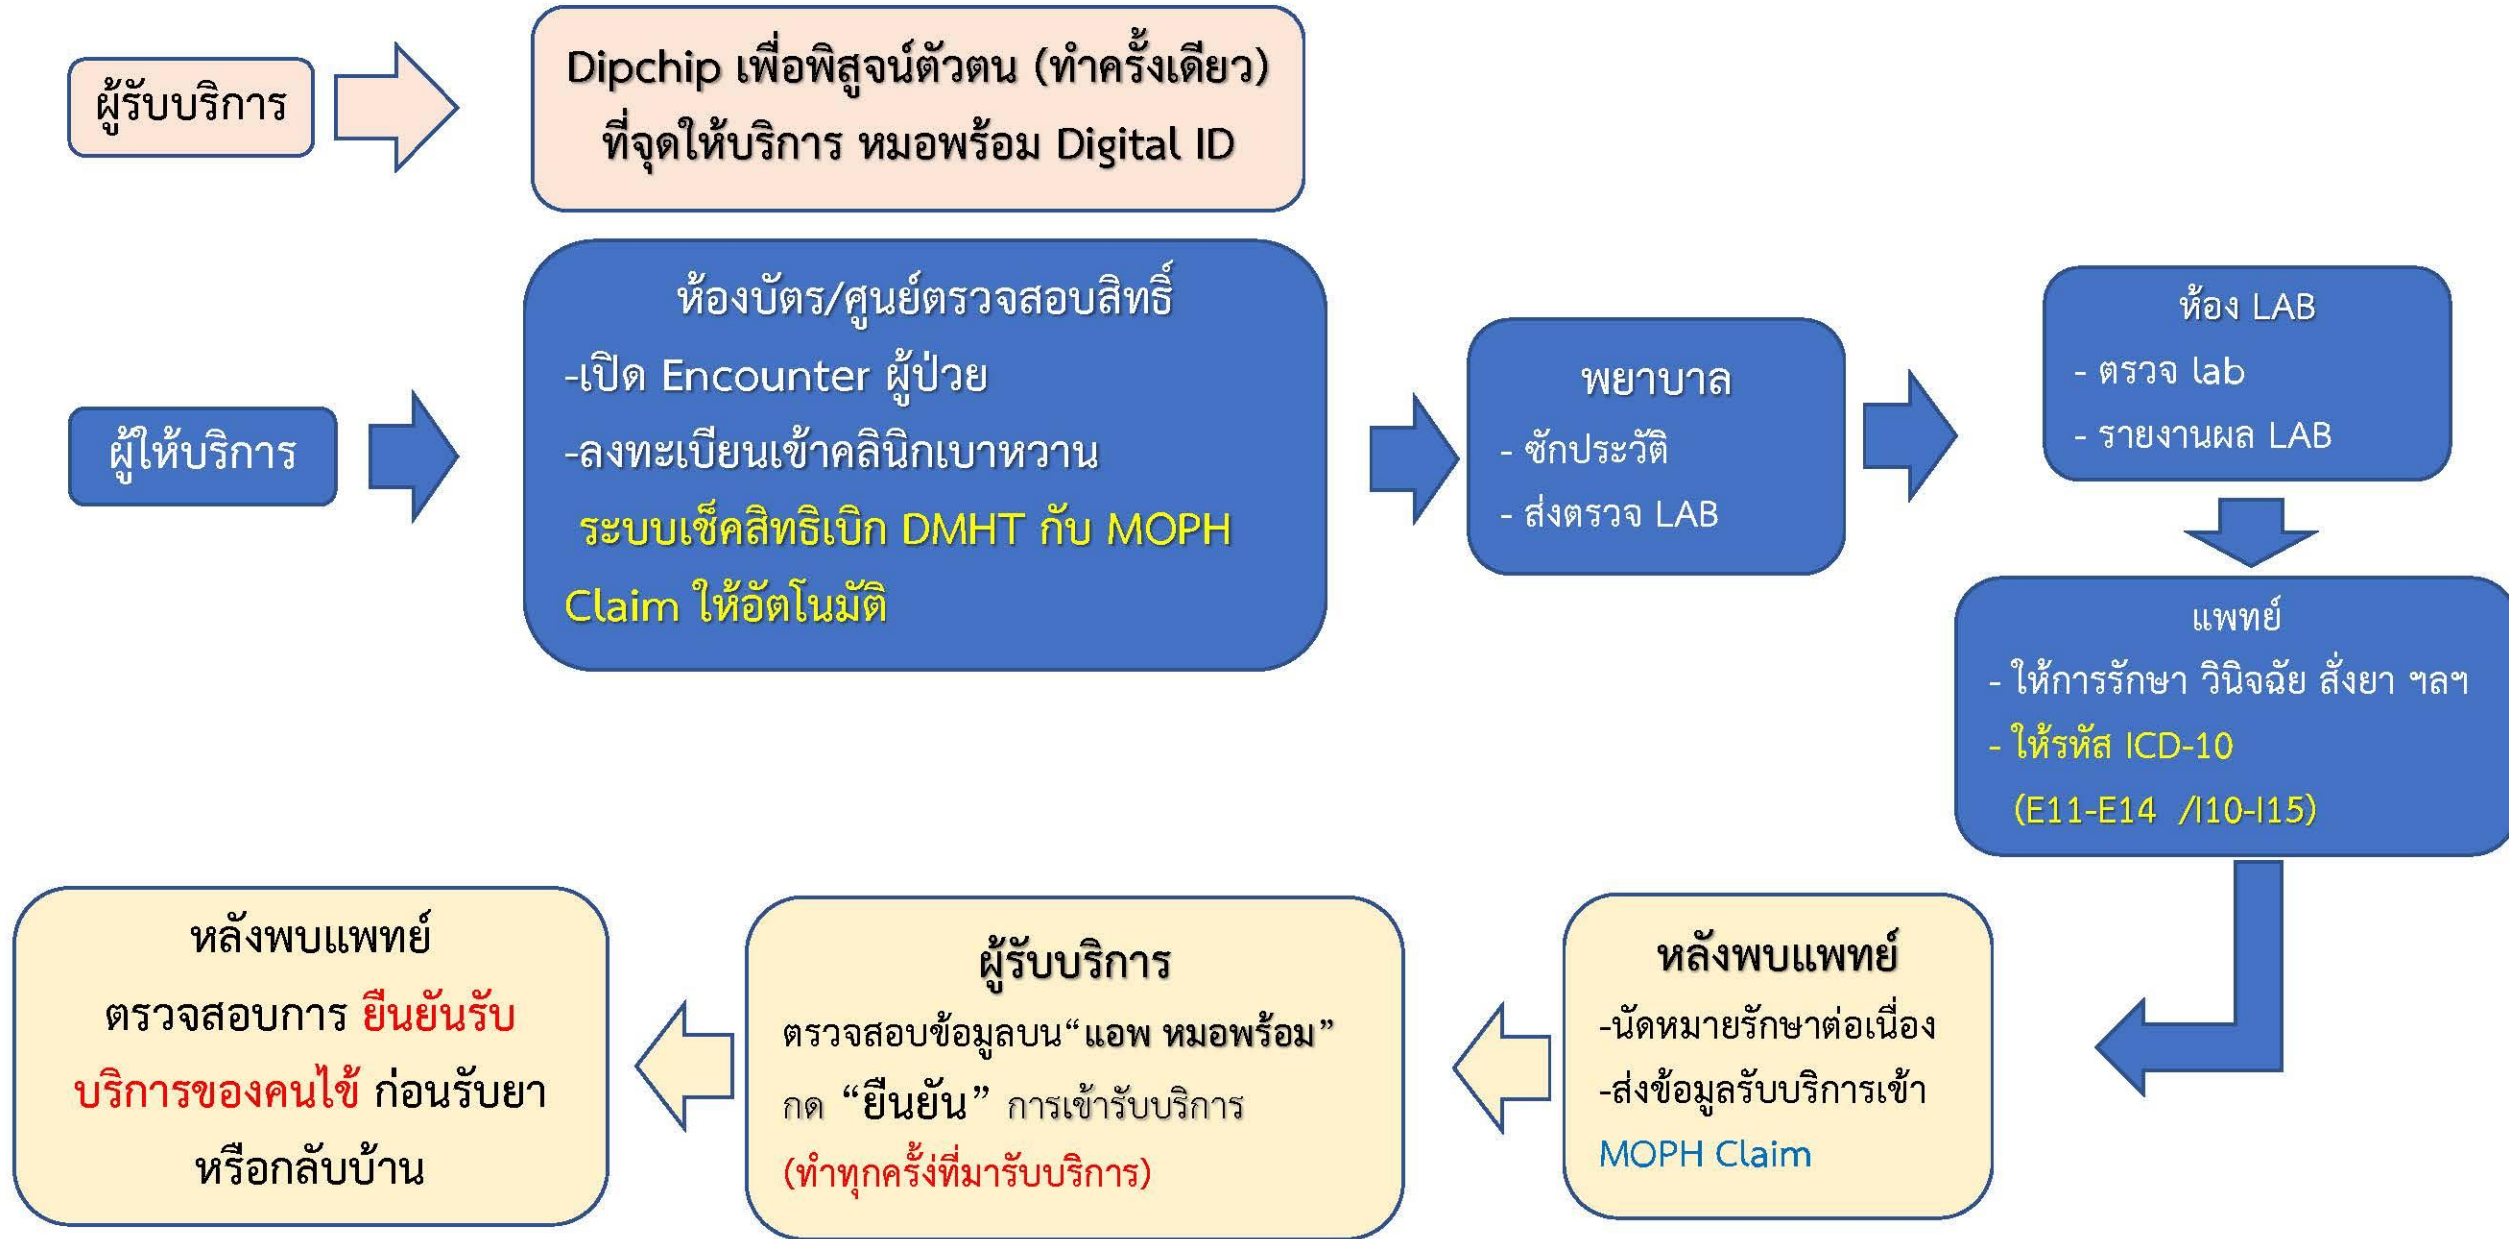 ผู้รับบริการ
Dipchip เพื่อพิสูจน์ตัวตน (ทำครั้งเดียว)
ที่จุดให้บริการ หมอพร้อม Digital ID
ผู้ให้บริการ
ห้องบัตร/ศูนย์ตรวจสอบสิทธิ์
-เปิด Encounter ผู้ป่วย
-ลงทะเบียนเข้าคลินิกเบาหวาน
ระบบเช็คสิทธิเบิก DMHT กับ MOPH
Claim ให้อัตโนมัติ
พยาบาล
- ซักประวัติ
- ส่งตรวจ LAB
ห้อง LAB
- ตรวจ lab
- รายงานผล LAB
แพทย์
- ให้การรักษา วินิจฉัย สั่งยา ฯลฯ
- ให้รหัส ICD-10
(E11-E14 /I10-I15)
หลังพบแพทย์
-นัดหมายรักษาต่อเนื่อง
-ส่งข้อมูลรับบริการเข้า
MOPH Claim
ผู้รับบริการ
ตรวจสอบข้อมูลบน“แอพ หมอพร้อม”
กด “ยืนยัน” การเข้ารับบริการ
(ทำทุกครั้งที่มารับบริการ)
หลังพบแพทย์
ตรวจสอบการ ยืนยันรับ
บริการของคนไข้ ก่อนรับยา
หรือกลับบ้าน